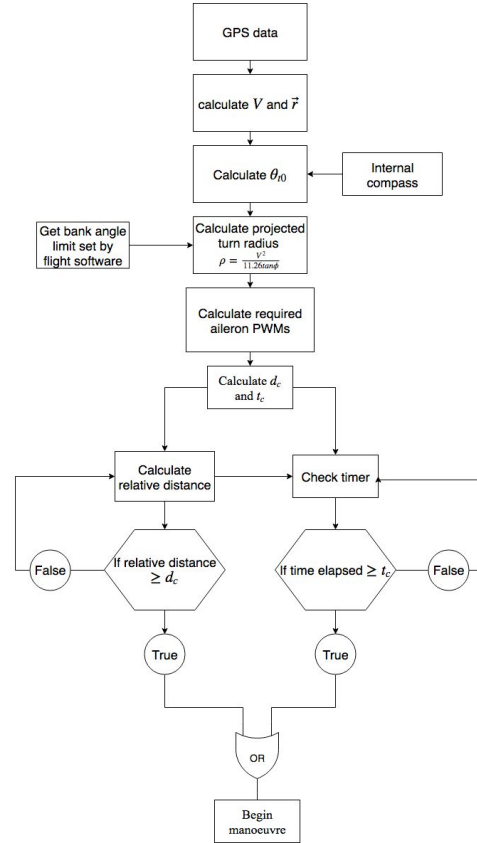 GPS data
calculate V and r⃗
Calculate θ_{t0}
Internal
compass
Get bank angle
limit set by
flight software
Calculate projected
turn radius
ρ = V² / 11.26tanϕ
Calculate required
aileron PWMs
Calculate d_c
and t_c
Calculate
relative distance
Check timer
False
If relative distance
≥ d_c
If time elapsed ≥ t_c
False
True
True
OR
Begin
manoeuvre